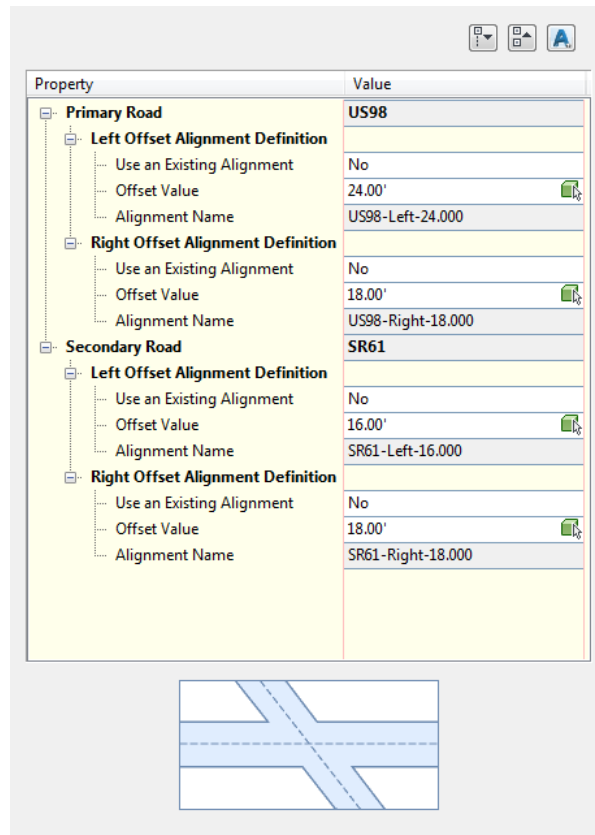 A
Property Value
Primary Road US98
Left Offset Alignment Definition
Use an Existing Alignment No
Offset Value 24.00'
Alignment Name US98-Left-24.000
Right Offset Alignment Definition
Use an Existing Alignment No
Offset Value 18.00'
Alignment Name US98-Right-18.000
Secondary Road SR61
Left Offset Alignment Definition
Use an Existing Alignment No
Offset Value 16.00'
Alignment Name SR61-Left-16.000
Right Offset Alignment Definition
Use an Existing Alignment No
Offset Value 18.00'
Alignment Name SR61-Right-18.000